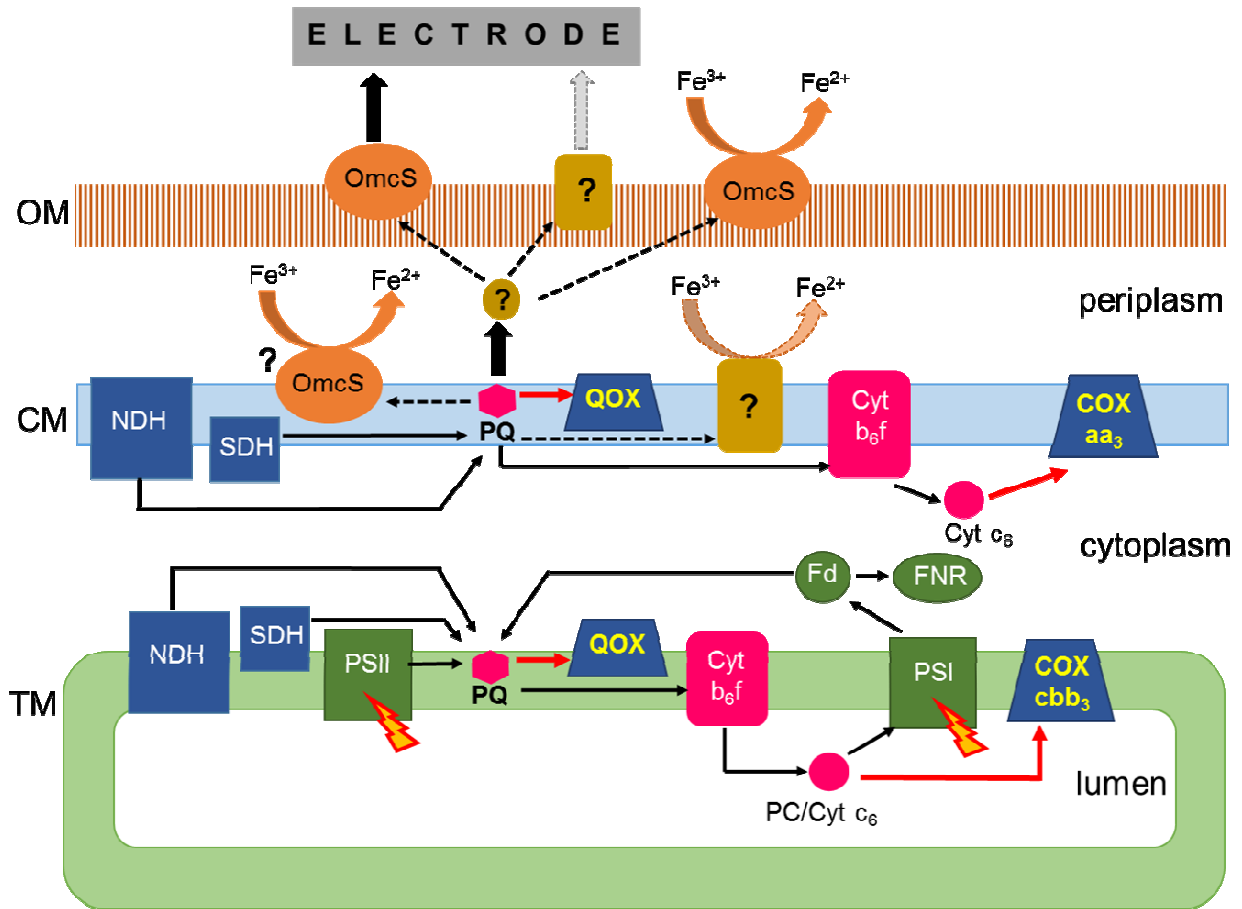 E L E C T R O D E
Fe³⁺
Fe²⁺
OmcS
?
OmcS
OM
Fe³⁺
Fe²⁺
?
Fe³⁺
Fe²⁺
periplasm
?
OmcS
QOX
?
Cyt
b₆f
COX
aa₃
CM
NDH
SDH
PQ
Cyt c₆
cytoplasm
Fd
FNR
NDH
SDH
PSII
PQ
QOX
Cyt
b₆f
PSI
COX
cbb₃
TM
PC/Cyt c₆
lumen